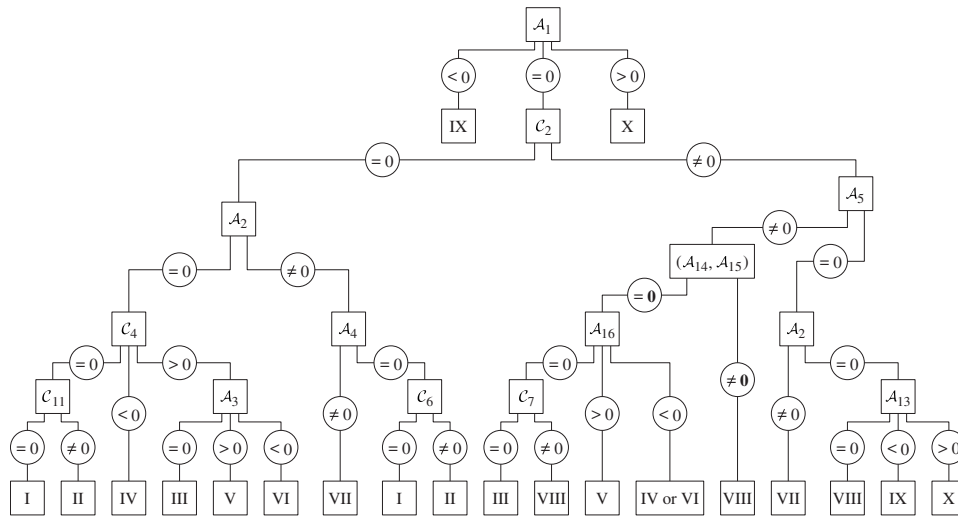 𝒜₁
< 0 = 0 > 0
IX 𝒞₂ X
= 0 ≠ 0
𝒜₂ 𝒜₅
≠ 0
(𝒜₁₄, 𝒜₁₅)
= 0 ≠ 0 = 0
= 0
𝒞₄ 𝒜₄ 𝒜₁₆ 𝒜₂
= 0 > 0 = 0 = 0 = 0
≠ 0
𝒞₁₁ 𝒜₃ 𝒞₆ 𝒞₇ 𝒜₁₃
< 0 ≠ 0 > 0 < 0 ≠ 0
= 0 ≠ 0 = 0 > 0 < 0 = 0 ≠ 0 = 0 ≠ 0 = 0 < 0 > 0
I II IV III V VI VII I II III VIII V IV or VI VIII VII VIII IX X